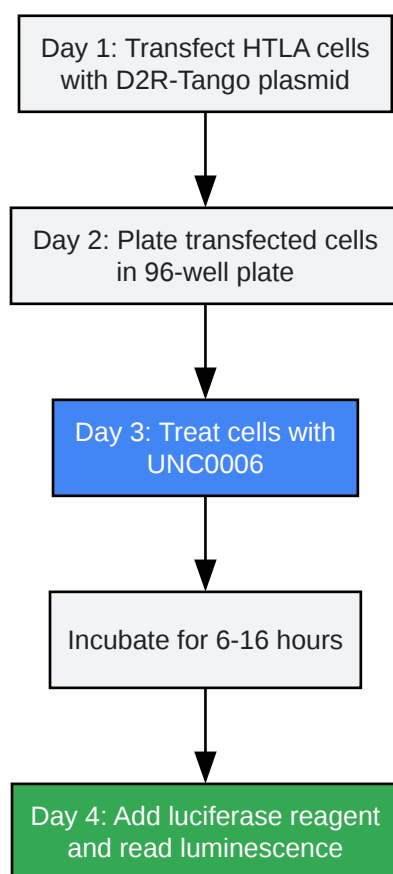 Day 1: Transfect HTLA cells
with D2R-Tango plasmid
Day 2: Plate transfected cells
in 96-well plate
Day 3: Treat cells with
UNC0006
Incubate for 6-16 hours
Day 4: Add luciferase reagent
and read luminescence